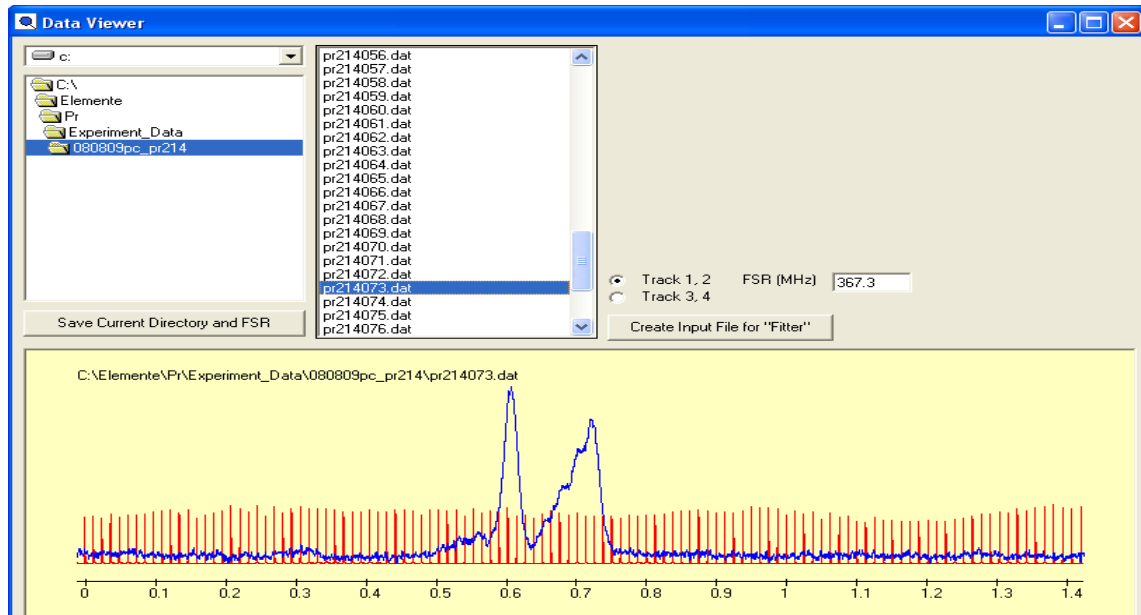 Data Viewer
c:
C:\
Elemente
Pr
Experiment_Data
080809pc_pr214
Save Current Directory and FSR
pr214056.dat
pr214057.dat
pr214058.dat
pr214059.dat
pr214060.dat
pr214061.dat
pr214062.dat
pr214063.dat
pr214064.dat
pr214065.dat
pr214066.dat
pr214067.dat
pr214068.dat
pr214069.dat
pr214070.dat
pr214071.dat
pr214072.dat
pr214073.dat
pr214074.dat
pr214075.dat
pr214076.dat
Track 1, 2 FSR (MHz) 367.3
Track 3, 4
Create Input File for "Fitter"
C:\Elemente\Pr\Experiment_Data\080809pc_pr214\pr214073.dat
0 0.1 0.2 0.3 0.4 0.5 0.6 0.7 0.8 0.9 1 1.1 1.2 1.3 1.4